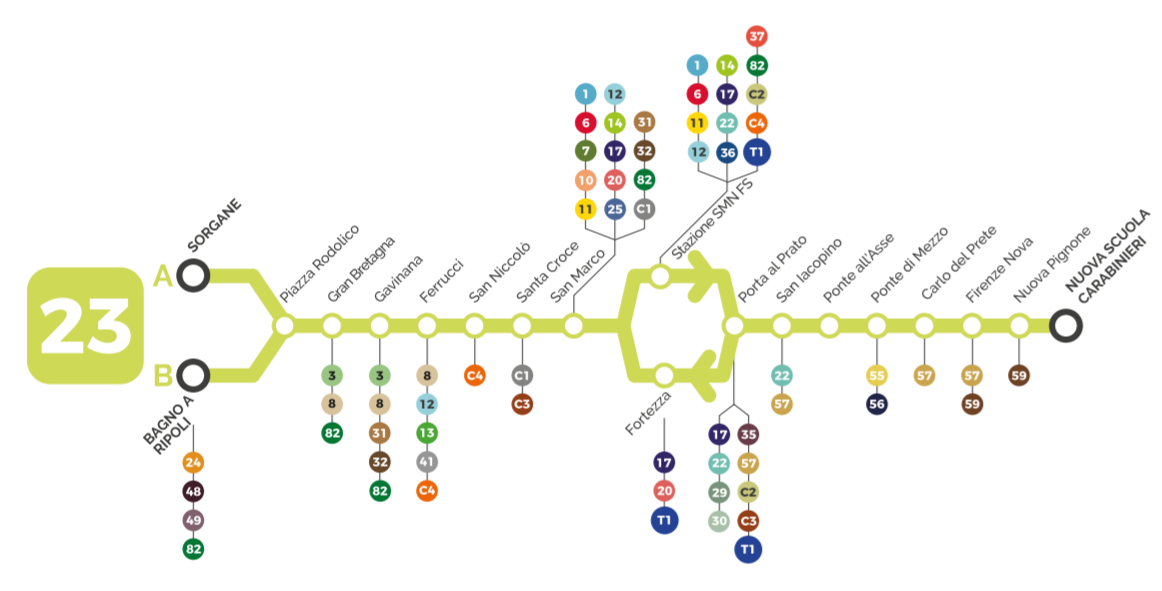 23
A
SORGANE
B
BAGNO A
RIPOLI
24
48
49
82
Piazza Rodolico
Gran Bretagna
3
8
82
Gavinana
3
8
31
32
82
Ferrucci
8
12
13
41
C4
San Niccolò
C4
Santa Croce
C1
C3
San Marco
1
6
7
10
11
12
14
17
20
25
31
32
82
C1
Stazione SMN FS
1
6
11
12
14
17
22
36
37
82
C2
C4
T1
Fortezza
17
20
T1
Porta al Prato
17
22
29
30
35
57
C2
C3
T1
San Iacopino
22
57
Ponte all'Asse
Ponte di Mezzo
55
56
Carlo del Prete
57
Firenze Nova
57
59
Nuova Pignone
59
NUOVA SCUOLA
CARABINIERI